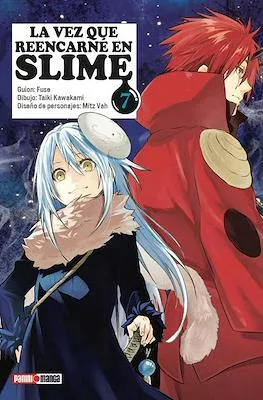 LA VEZ QUE
REENCARNÉ EN
SLIME
7
Guion: Fuse
Dibujo: Taiki Kawakami
Diseño de personajes: Mitz Vah
PANINI MANGA